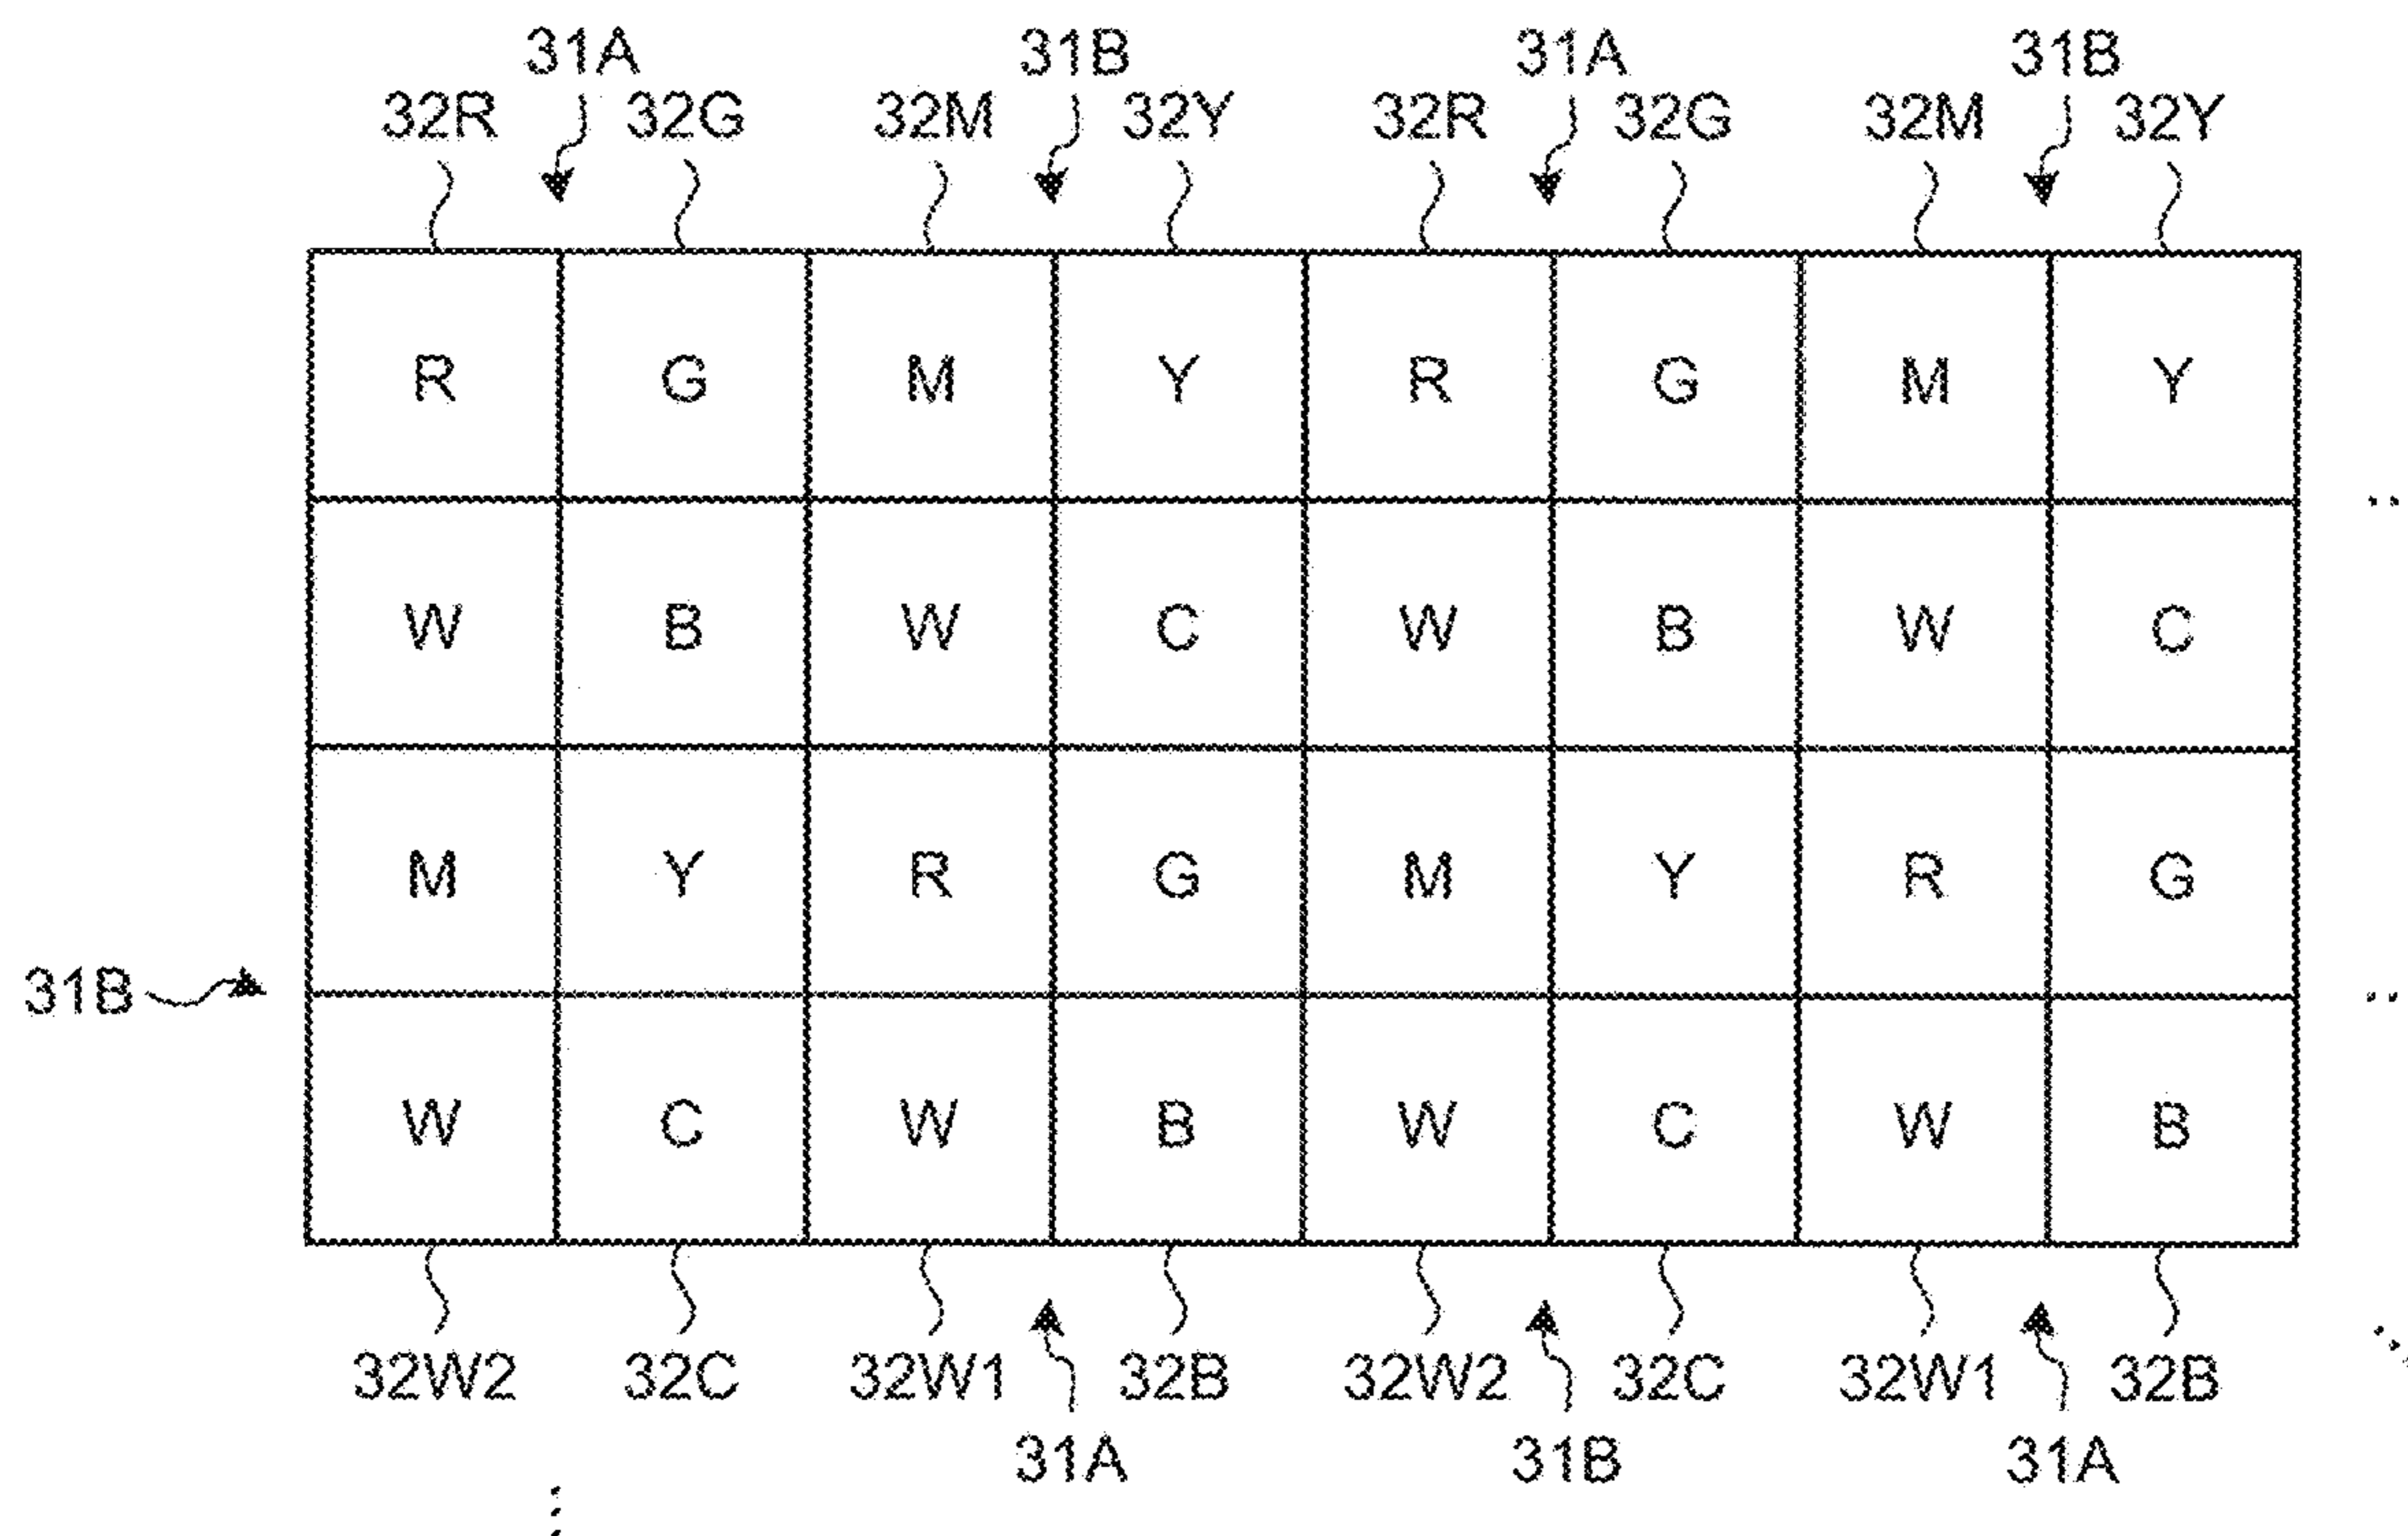 31A 31B 31A 31B
32R 32G 32M 32Y 32R 32G 32M 32Y
R G M Y R G M Y
W B W C W B W C
M Y R G M Y R G
31B
W C W B W C W B
32W2 32C 32W1 32B 32W2 32C 32W1 32B
31A 31B 31A